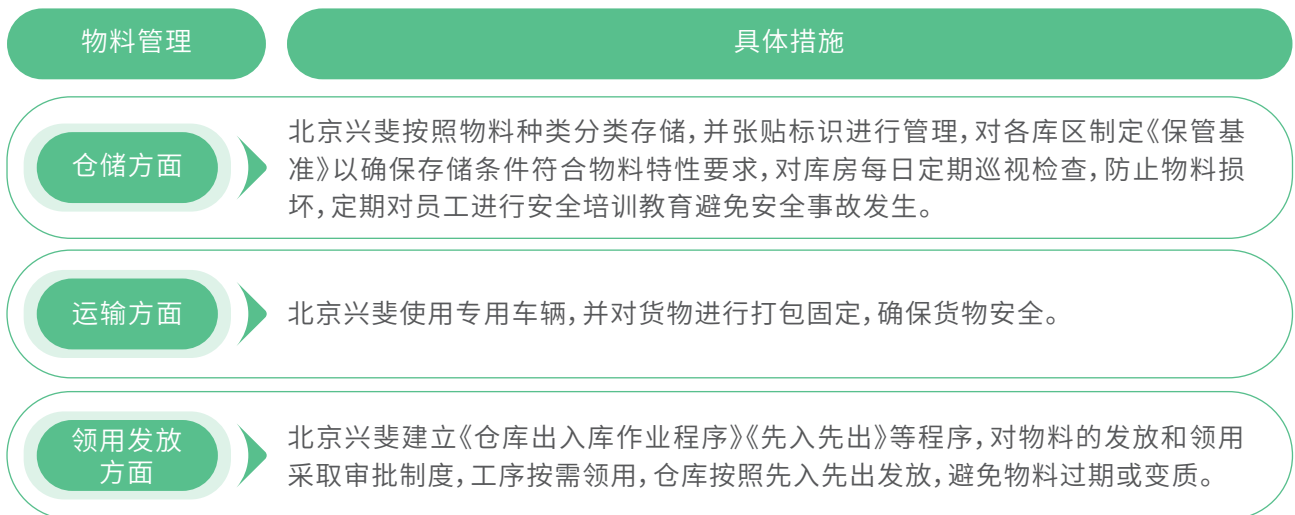 物料管理
具体措施
仓储方面
北京兴斐按照物料种类分类存储，并张贴标识进行管理，对各库区制定《保管基
准》以确保存储条件符合物料特性要求，对库房每日定期巡视检查，防止物料损
坏，定期对员工进行安全培训教育避免安全事故发生。
运输方面
北京兴斐使用专用车辆，并对货物进行打包固定，确保货物安全。
领用发放
方面
北京兴斐建立《仓库出入库作业程序》《先入先出》等程序，对物料的发放和领用
采取审批制度，工序按需领用，仓库按照先入先出发放，避免物料过期或变质。